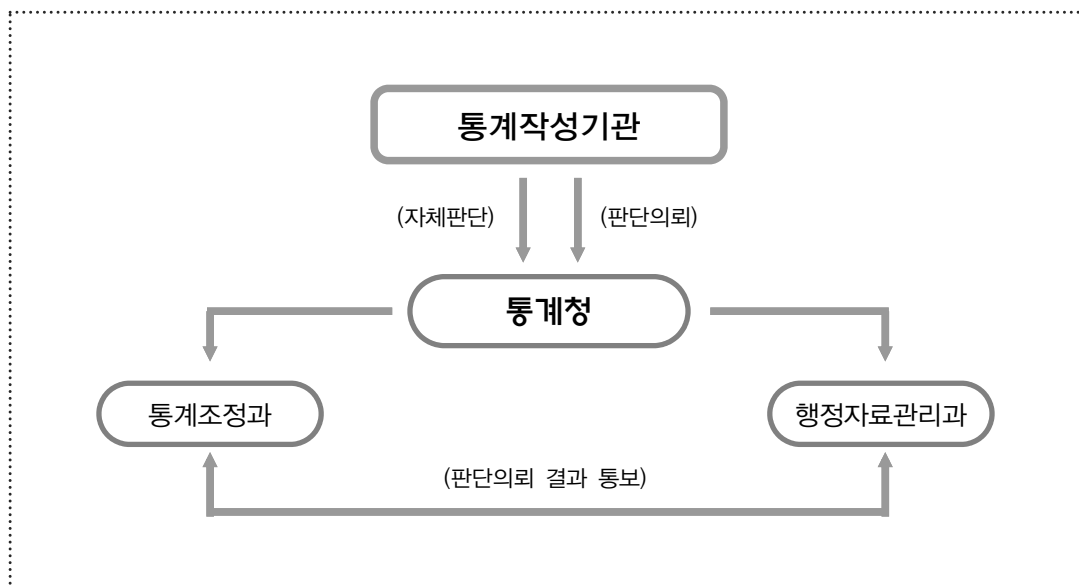 통계작성기관
(자체판단) (판단의뢰)
통계청
통계조정과 행정자료관리과
(판단의뢰 결과 통보)